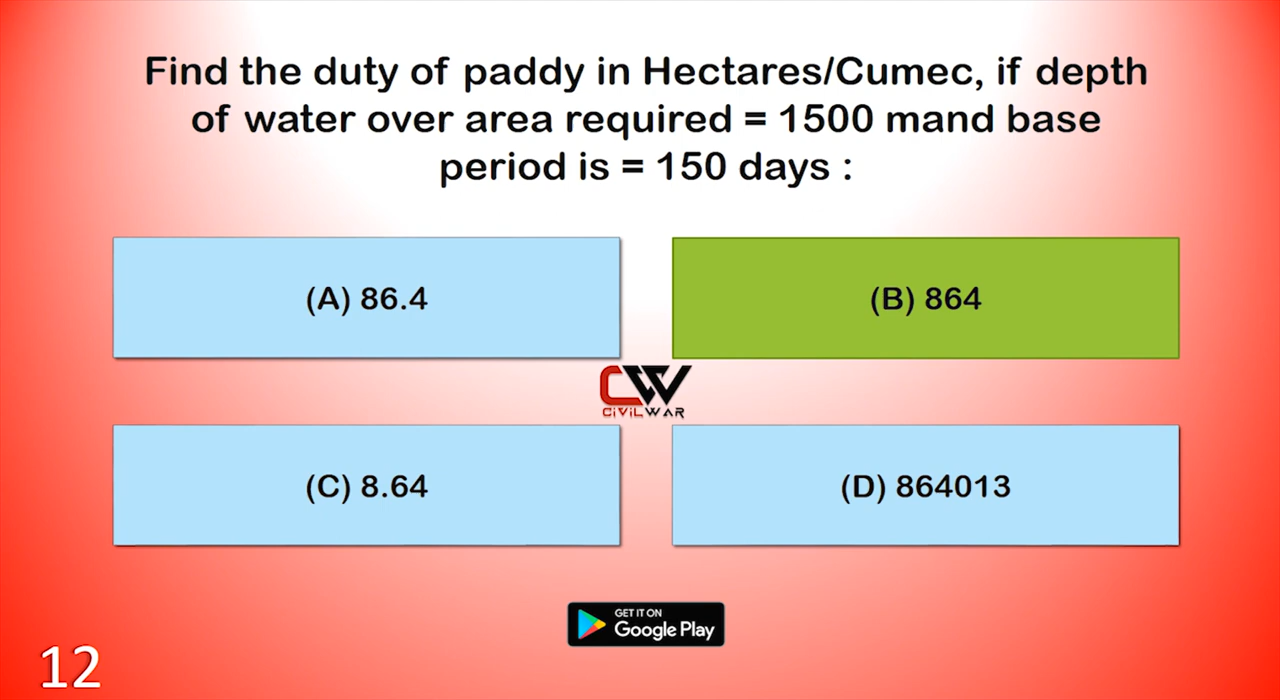 Find the duty of paddy in Hectares/Cumec, if depth
of water over area required = 1500 mand base
period is = 150 days :
(A) 86.4
(B) 864
CW
CiViLWAR
(C) 8.64
(D) 864013
GET IT ON
Google Play
12